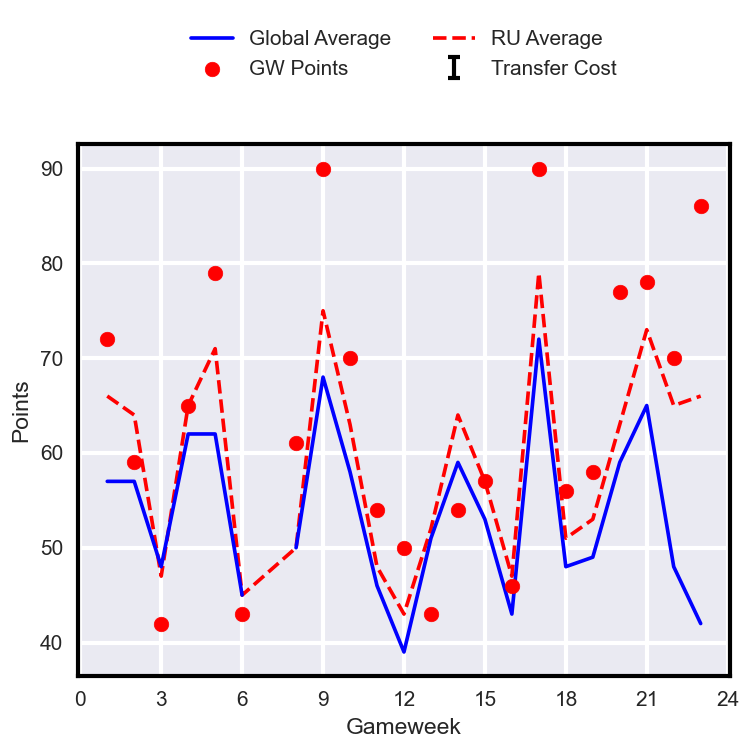 Global Average
RU Average
GW Points
Transfer Cost
90
80
70
60
50
40
Points
0 3 6 9 12 15 18 21 24
Gameweek